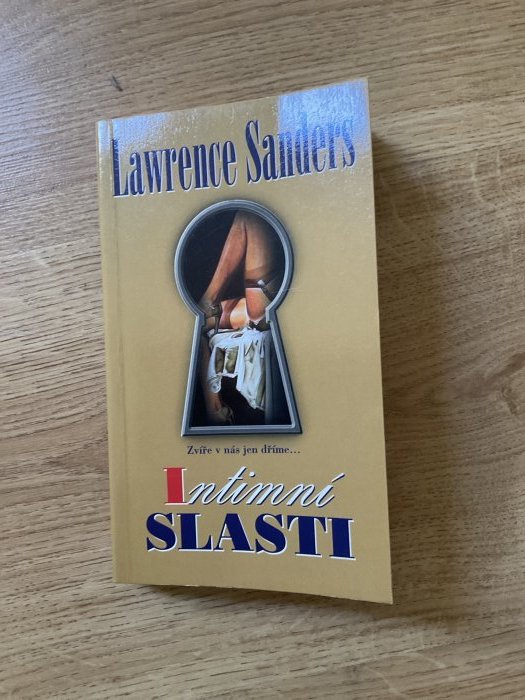 Lawrence Sanders
Zvíře v nás jen dříme...
Intimní
SLASTI